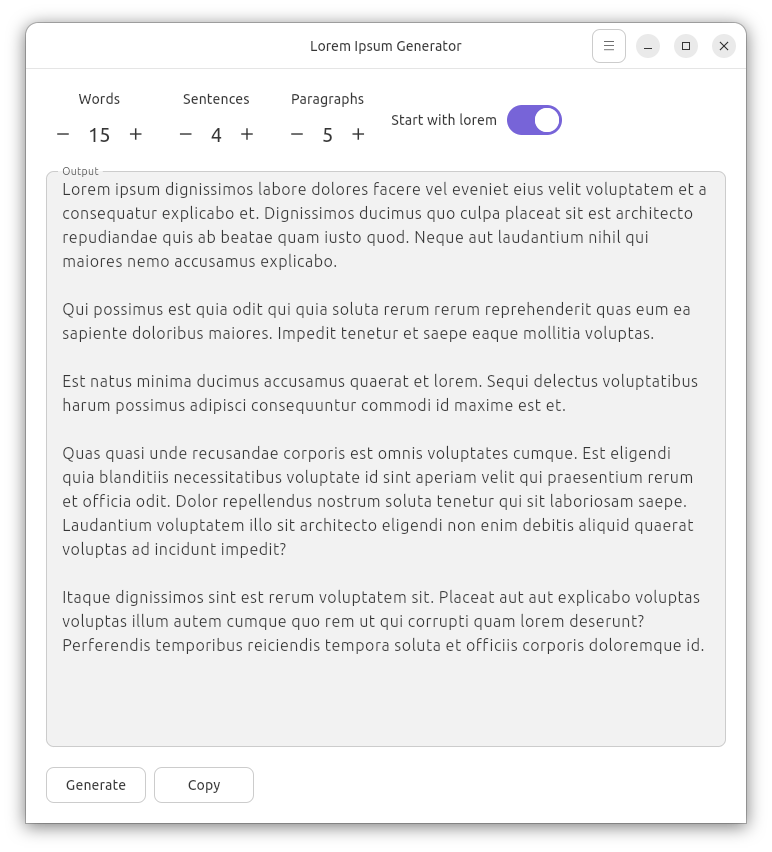 Lorem Ipsum Generator
Words
Sentences
Paragraphs
− 15 +
− 4 +
− 5 +
Start with lorem
Output
Lorem ipsum dignissimos labore dolores facere vel eveniet eius velit voluptatem et a
consequatur explicabo et. Dignissimos ducimus quo culpa placeat sit est architecto
repudiandae quis ab beatae quam iusto quod. Neque aut laudantium nihil qui
maiores nemo accusamus explicabo.
Qui possimus est quia odit qui quia soluta rerum rerum reprehenderit quas eum ea
sapiente doloribus maiores. Impedit tenetur et saepe eaque mollitia voluptas.
Est natus minima ducimus accusamus quaerat et lorem. Sequi delectus voluptatibus
harum possimus adipisci consequuntur commodi id maxime est et.
Quas quasi unde recusandae corporis est omnis voluptates cumque. Est eligendi
quia blanditiis necessitatibus voluptate id sint aperiam velit qui praesentium rerum
et officia odit. Dolor repellendus nostrum soluta tenetur qui sit laboriosam saepe.
Laudantium voluptatem illo sit architecto eligendi non enim debitis aliquid quaerat
voluptas ad incidunt impedit?
Itaque dignissimos sint est rerum voluptatem sit. Placeat aut aut explicabo voluptas
voluptas illum autem cumque quo rem ut qui corrupti quam lorem deserunt?
Perferendis temporibus reiciendis tempora soluta et officiis corporis doloremque id.
Generate
Copy